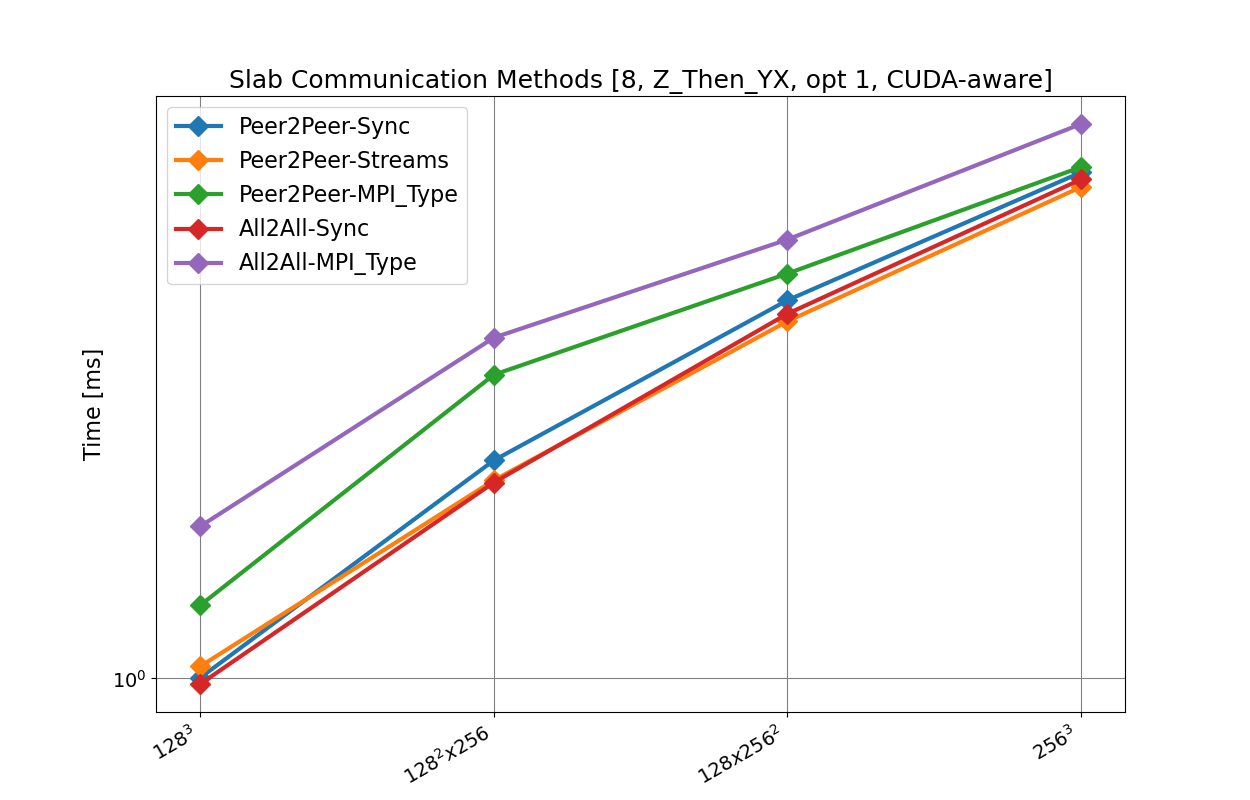 Slab Communication Methods [8, Z_Then_YX, opt 1, CUDA-aware]
Peer2Peer-Sync
Peer2Peer-Streams
Peer2Peer-MPI_Type
All2All-Sync
All2All-MPI_Type
Time [ms]
10⁰
128³
128²x256
128x256²
256³